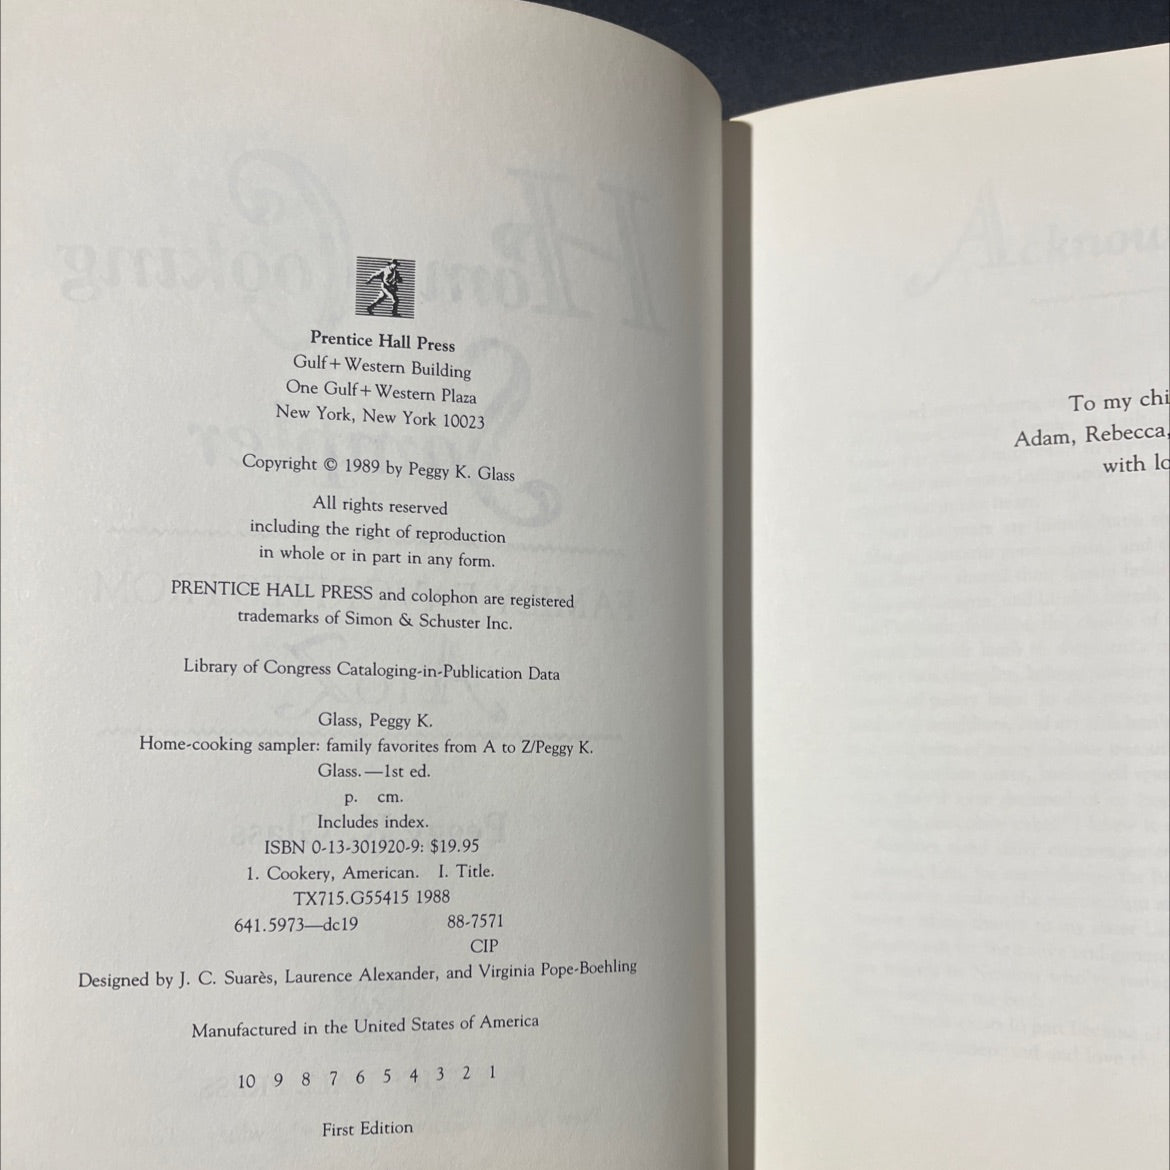 Prentice Hall Press
Gulf + Western Building
One Gulf + Western Plaza
New York, New York 10023
Copyright © 1989 by Peggy K. Glass
All rights reserved
including the right of reproduction
in whole or in part in any form.
PRENTICE HALL PRESS and colophon are registered
trademarks of Simon & Schuster Inc.
Library of Congress Cataloging-in-Publication Data
Glass, Peggy K.
Home-cooking sampler: family favorites from A to Z/Peggy K.
Glass.—1st ed.
p. cm.
Includes index.
ISBN 0-13-301920-9: $19.95
1. Cookery, American. I. Title.
TX715.G55415 1988
641.5973—dc19 88-7571
CIP
Designed by J. C. Suarès, Laurence Alexander, and Virginia Pope-Boehling
Manufactured in the United States of America
10 9 8 7 6 5 4 3 2 1
First Edition
To my chi
Adam, Rebecca,
with lo